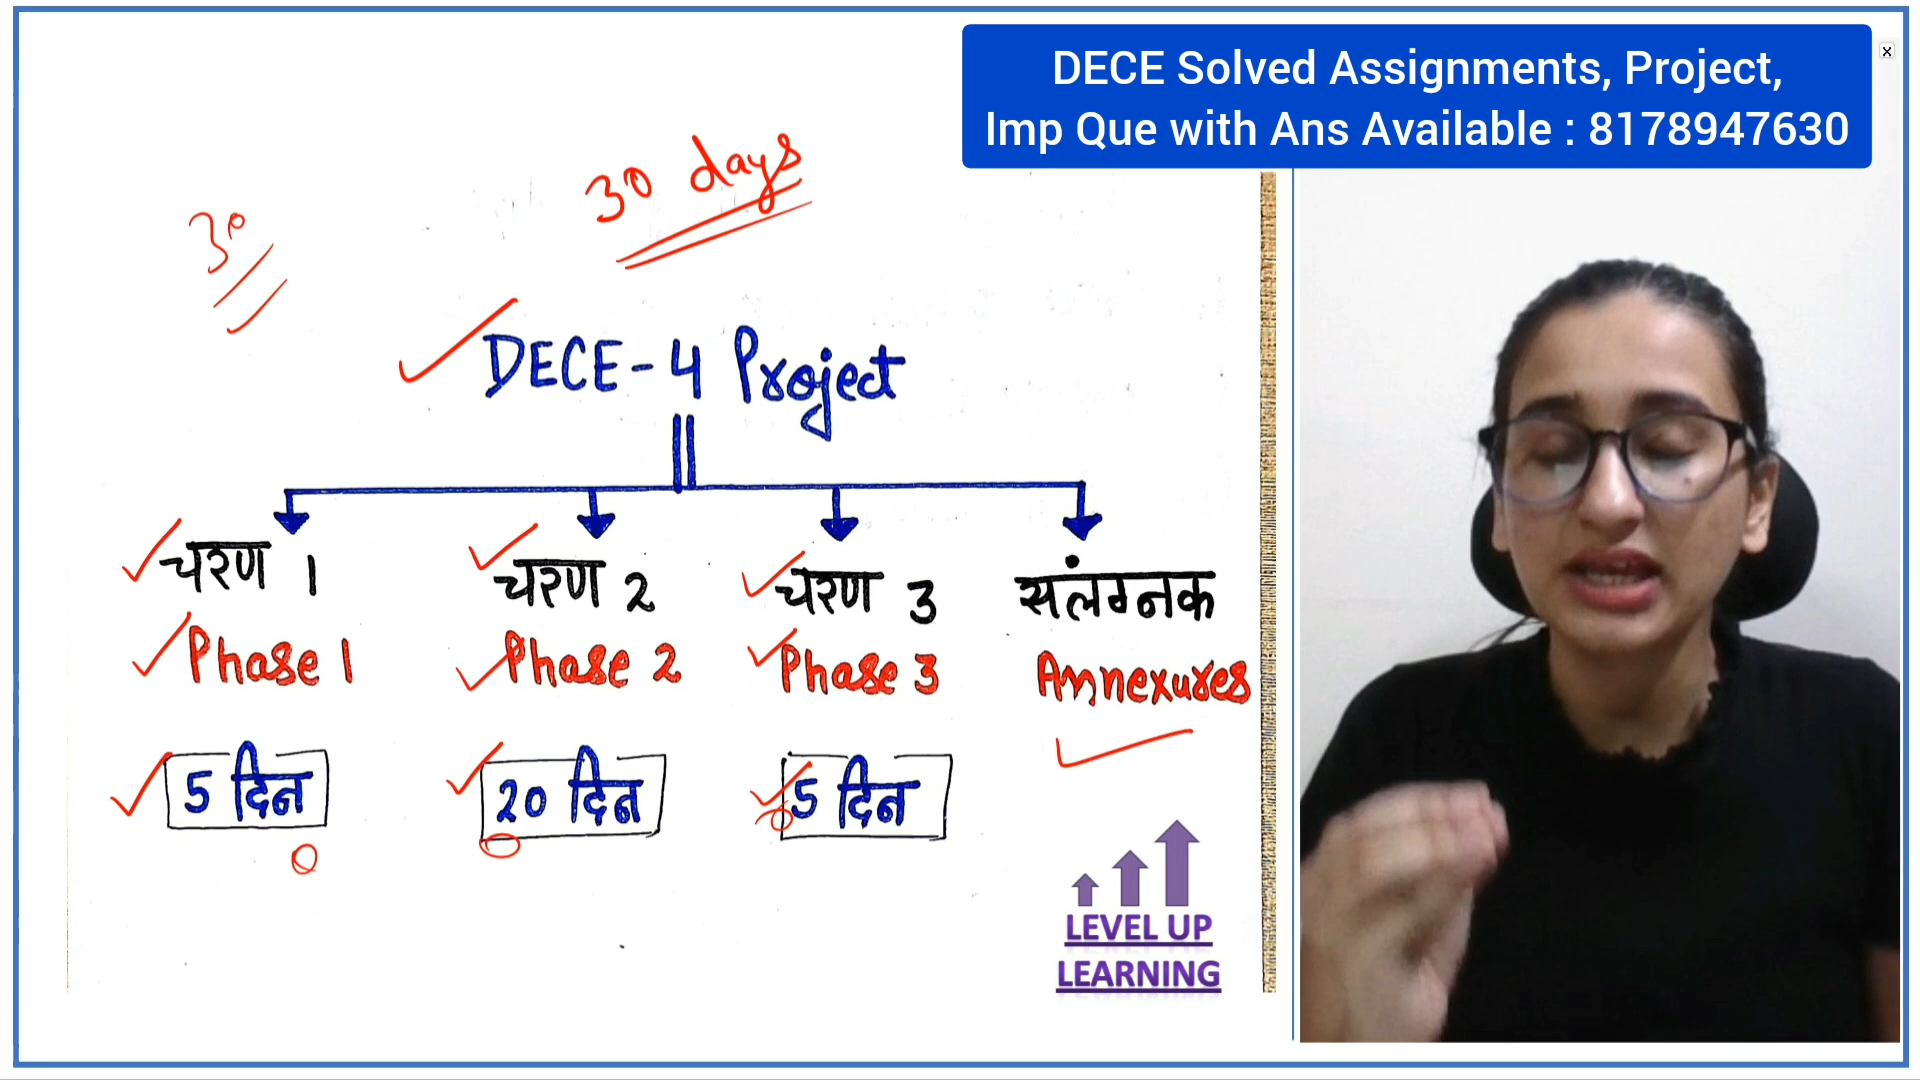 DECE Solved Assignments, Project,
Imp Que with Ans Available : 8178947630
x
30 days
30
DECE-4 Project
चरण 1
चरण 2
चरण 3
संलग्नक
Phase 1
Phase 2
Phase 3
Annexures
5 दिन
20 दिन
5 दिन
LEVEL UP
LEARNING